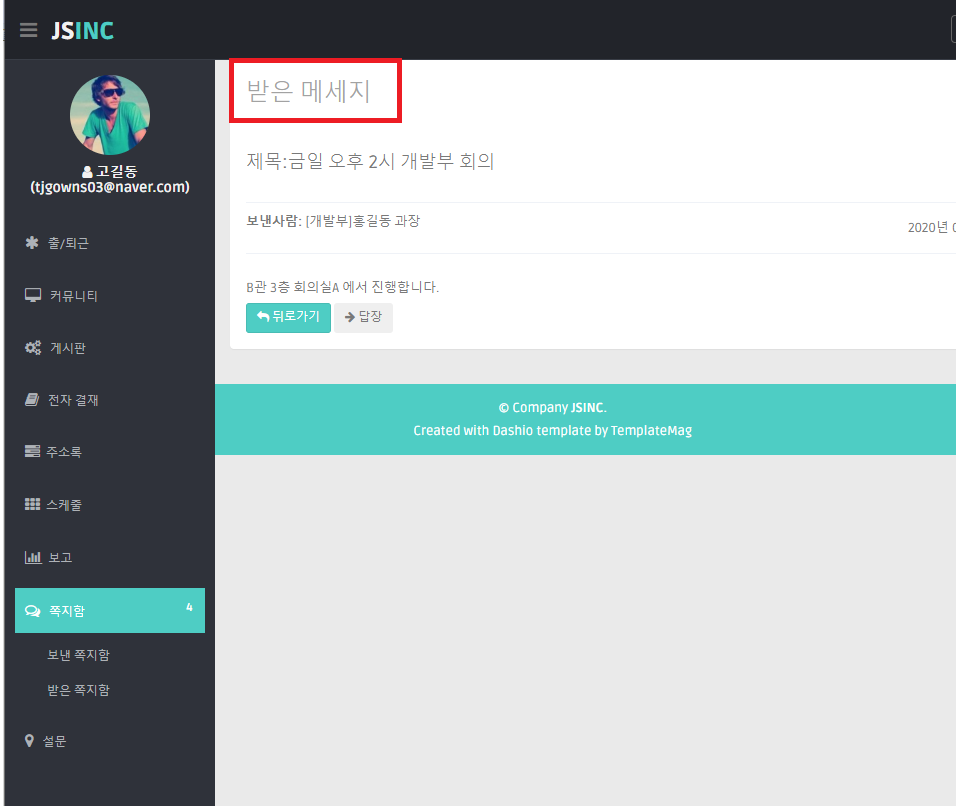 JSINC
고길동
(tjgowns03@naver.com)
출/퇴근
커뮤니티
게시판
전자 결재
주소록
스케줄
보고
쪽지함 4
보낸 쪽지함
받은 쪽지함
설문
받은 메세지
제목:금일 오후 2시 개발부 회의
보낸사람: [개발부]홍길동 과장
2020년
B관 3층 회의실A 에서 진행합니다.
뒤로가기 답장
© Company JSINC.
Created with Dashio template by TemplateMag